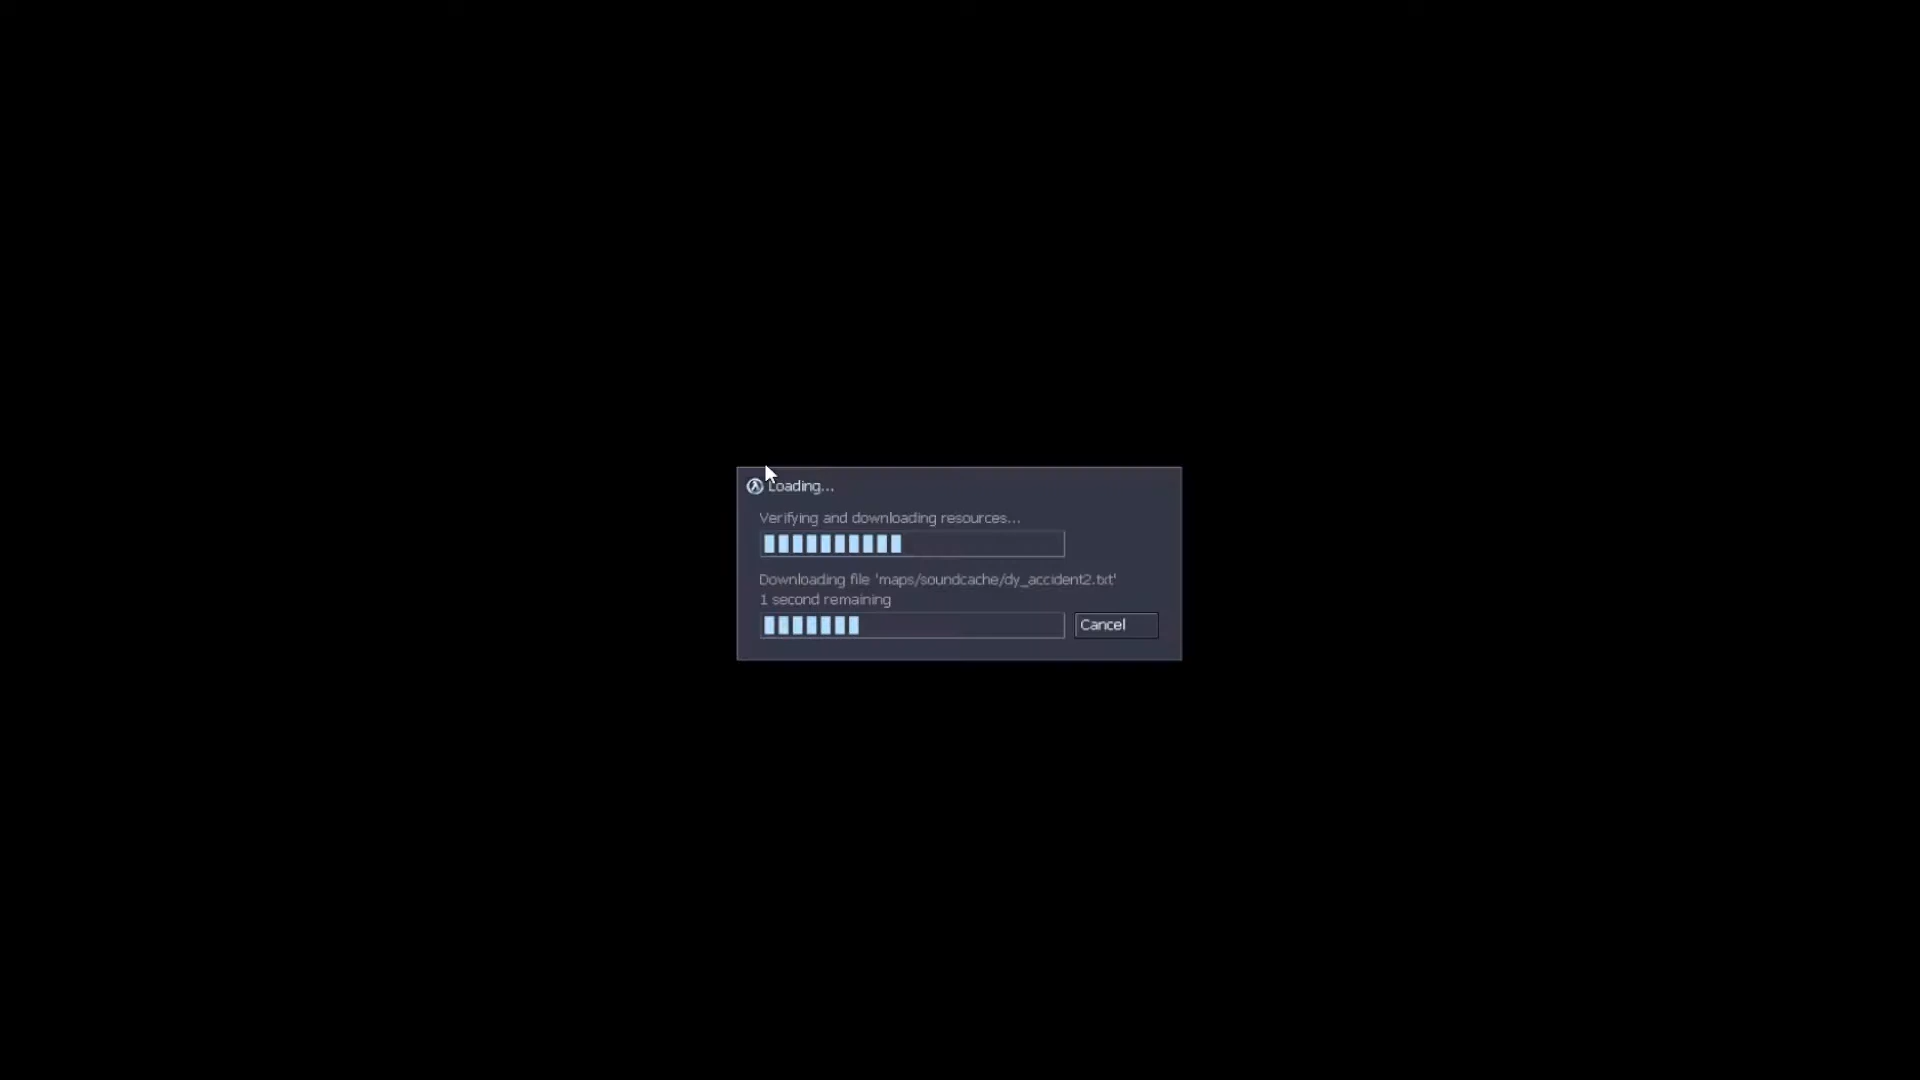 Loading...
Verifying and downloading resources...
Downloading file 'maps/soundcache/dy_accident2.txt'
1 second remaining
Cancel